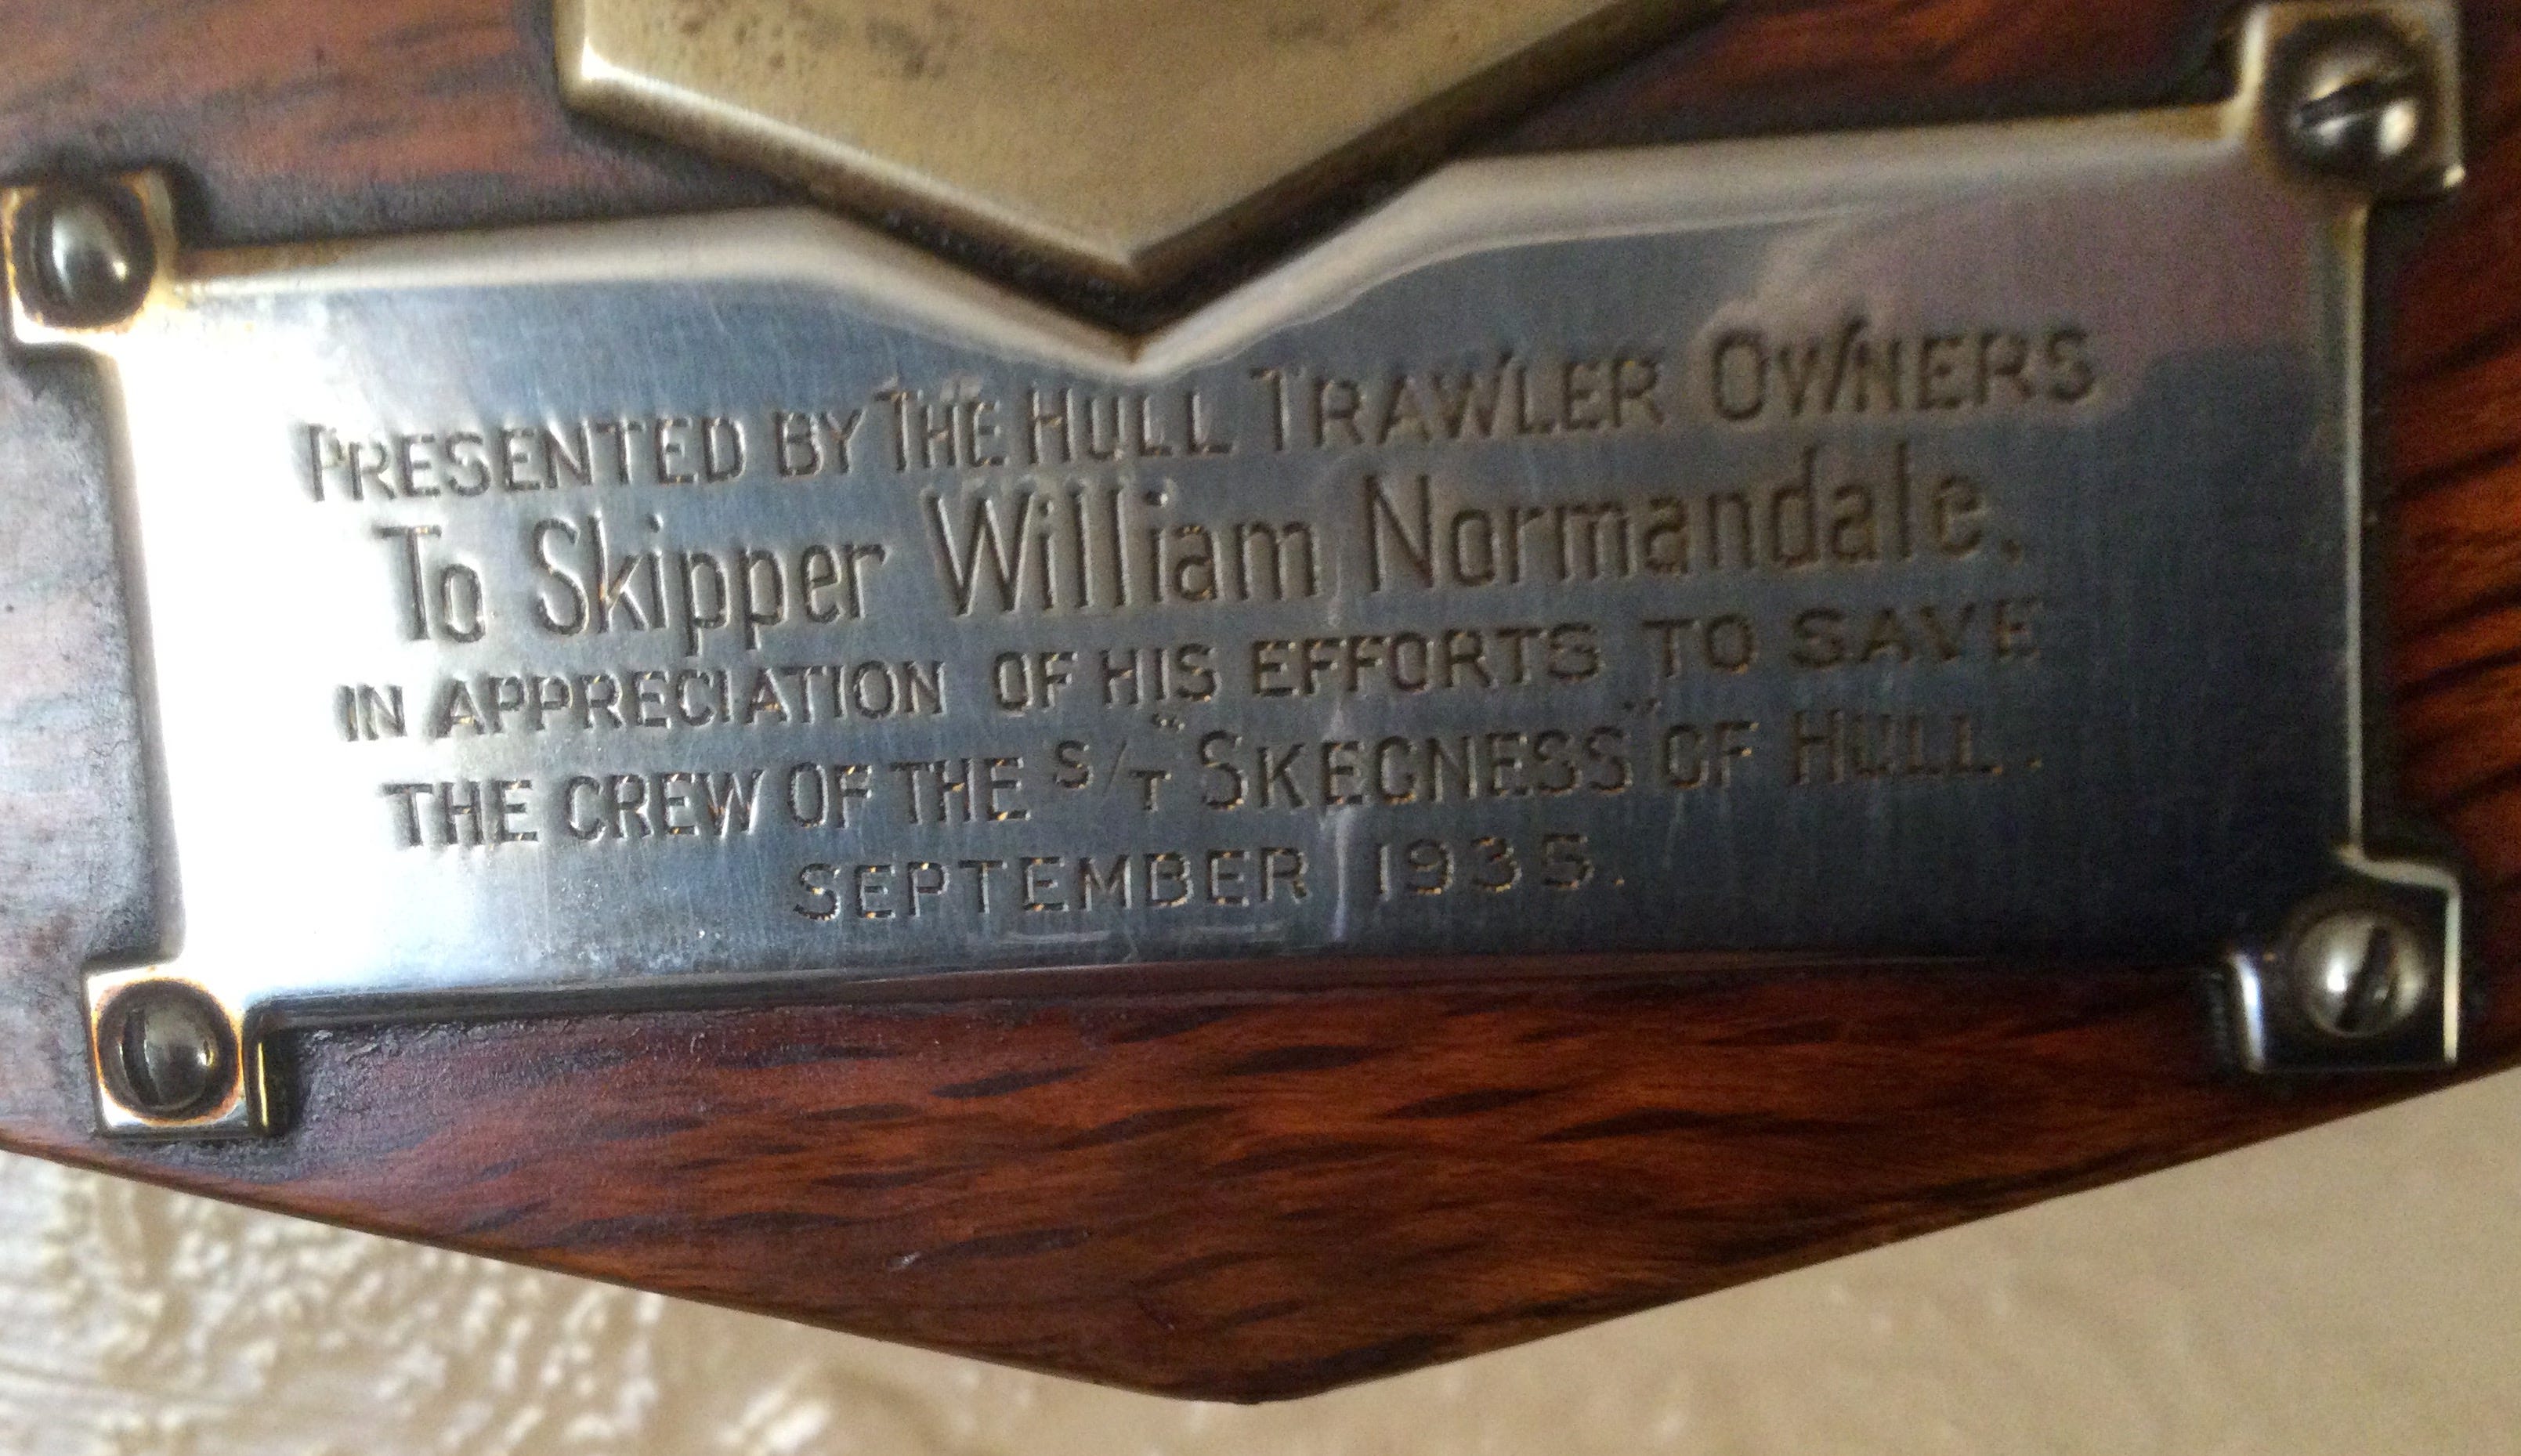 PRESENTED BY THE HULL TRAWLER OWNERS
To Skipper William Normandale.
IN APPRECIATION OF HIS EFFORTS TO SAVE
THE CREW OF THE S/T "SKEGNESS" OF HULL.
SEPTEMBER 1935.